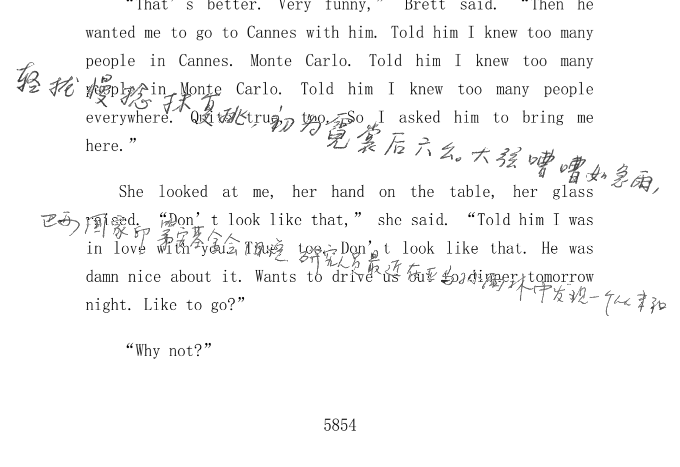 “That’s better. Very funny,” Brett said. “Then he
wanted me to go to Cannes with him. Told him I knew too many
people in Cannes. Monte Carlo. Told him I knew too many
people in Monte Carlo. Told him I knew too many people
everywhere. Quite true, too. So I asked him to bring me
here.”
轻拢慢捻抹复挑，初为霓裳后六幺。大弦嘈嘈如急雨，
She looked at me, her hand on the table, her glass
raised. “Don’t look like that,” she said. “Told him I was
in love with you. True, too. Don’t look like that. He was
damn nice about it. Wants to drive us out to dinner tomorrow
night. Like to go?”
巴西国家印第安基金会 研究人员最近在亚马 丛林中发现一个从未和
“Why not?”
5854